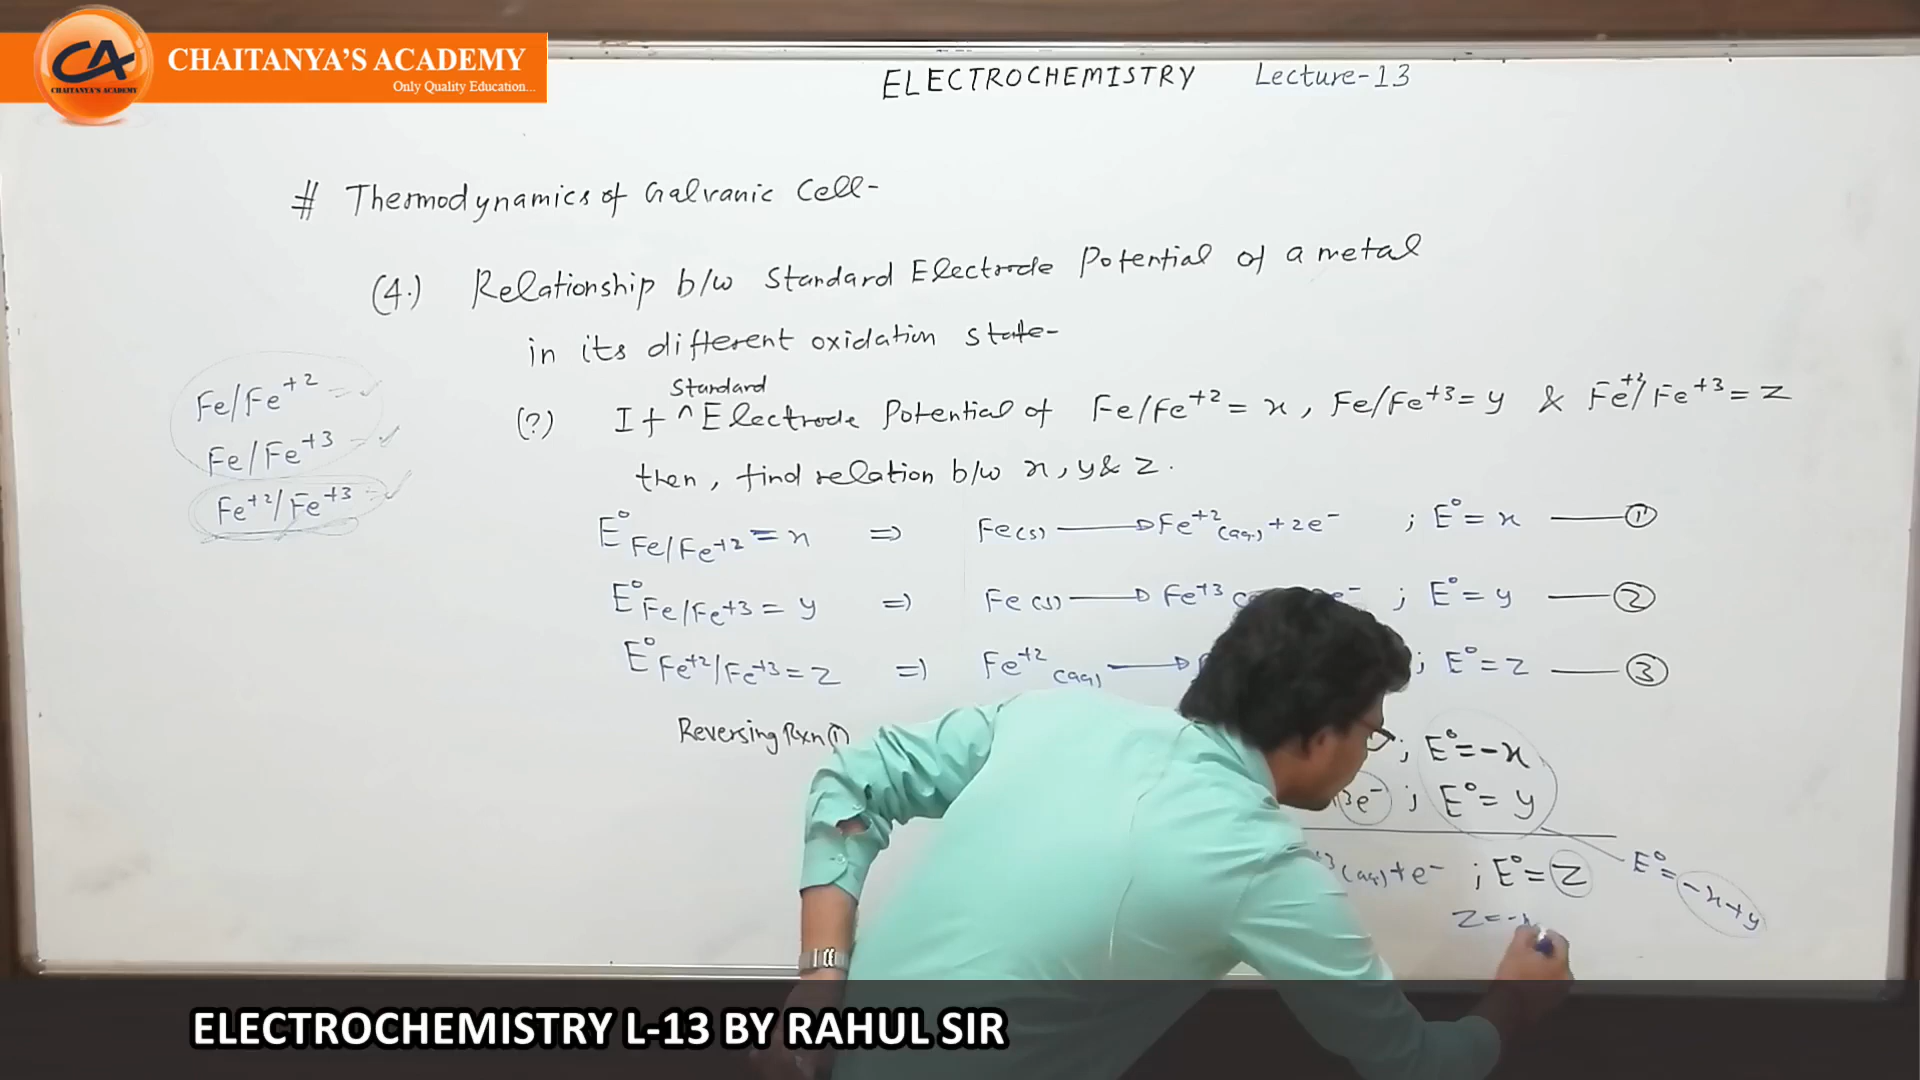 CA
CHAITANYA'S ACADEMY
CHAITANYA'S ACADEMY
Only Quality Education...
ELECTROCHEMISTRY Lecture-13
# Thermodynamics of Galvanic Cell-
(4.) Relationship b/w Standard Electrode Potential of a metal
in its different oxidation state-
Fe/Fe⁺²
Fe/Fe⁺³
Fe⁺²/Fe⁺³
Standard
(?) If ^ Electrode Potential of Fe/Fe⁺² = x, Fe/Fe⁺³ = y & Fe⁺²/Fe⁺³ = z
then, find relation b/w x, y & z.
E°Fe/Fe⁺² = x ⇒ Fe(s) → Fe⁺²(aq.) + 2e⁻ ; E° = x — ①
E°Fe/Fe⁺³ = y ⇒ Fe(s) → Fe⁺³ e⁻ ; E° = y — ②
E°Fe⁺²/Fe⁺³ = z ⇒ Fe⁺²(aq) → ; E° = z — ③
Reversing Rxn ① ; E° = -x
3e⁻ ; E° = y
⁺³(aq.) + e⁻ ; E° = z E° = -x+y
z = -x
ELECTROCHEMISTRY L-13 BY RAHUL SIR